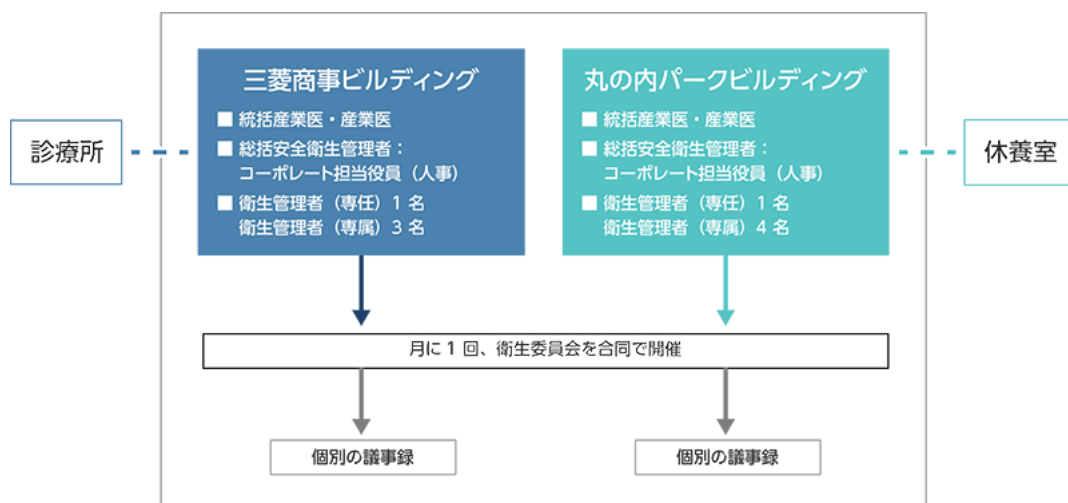 三菱商事ビルディング
■ 統括産業医・産業医
■ 総括安全衛生管理者：
コーポレート担当役員（人事）
■ 衛生管理者（専任）1 名
衛生管理者（専属）3 名
丸の内パークビルディング
■ 統括産業医・産業医
■ 総括安全衛生管理者：
コーポレート担当役員（人事）
■ 衛生管理者（専任）1 名
衛生管理者（専属）4 名
診療所
休養室
月に 1 回、衛生委員会を合同で開催
個別の議事録
個別の議事録